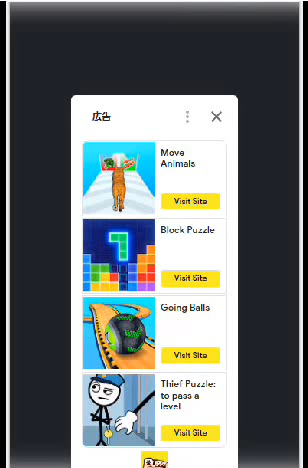 広告
Move
Animals
Visit Site
Block Puzzle
Visit Site
Going Balls
Visit Site
Thief Puzzle:
to pass a
level
Visit Site